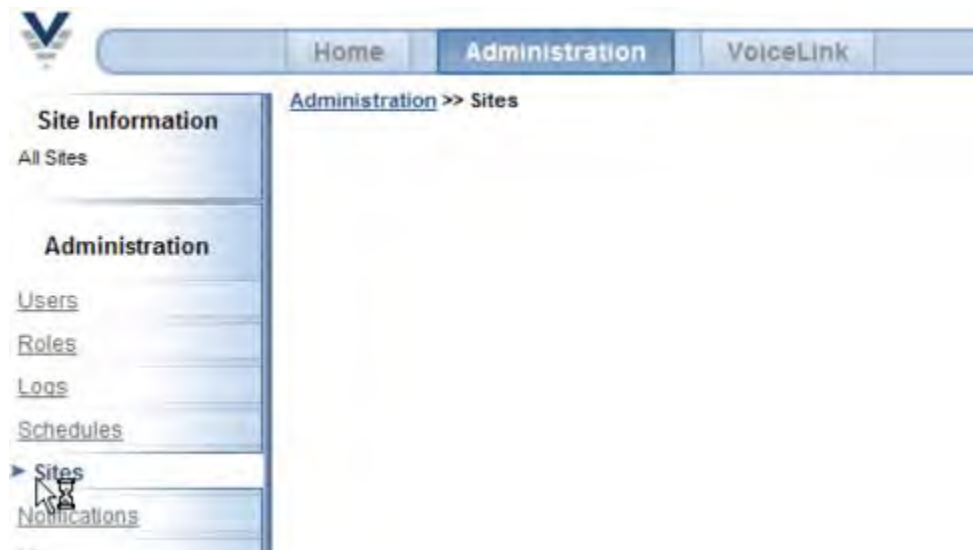 Home Administration VoiceLink
Administration >> Sites
Site Information
All Sites
Administration
Users
Roles
Logs
Schedules
Sites
Notifications